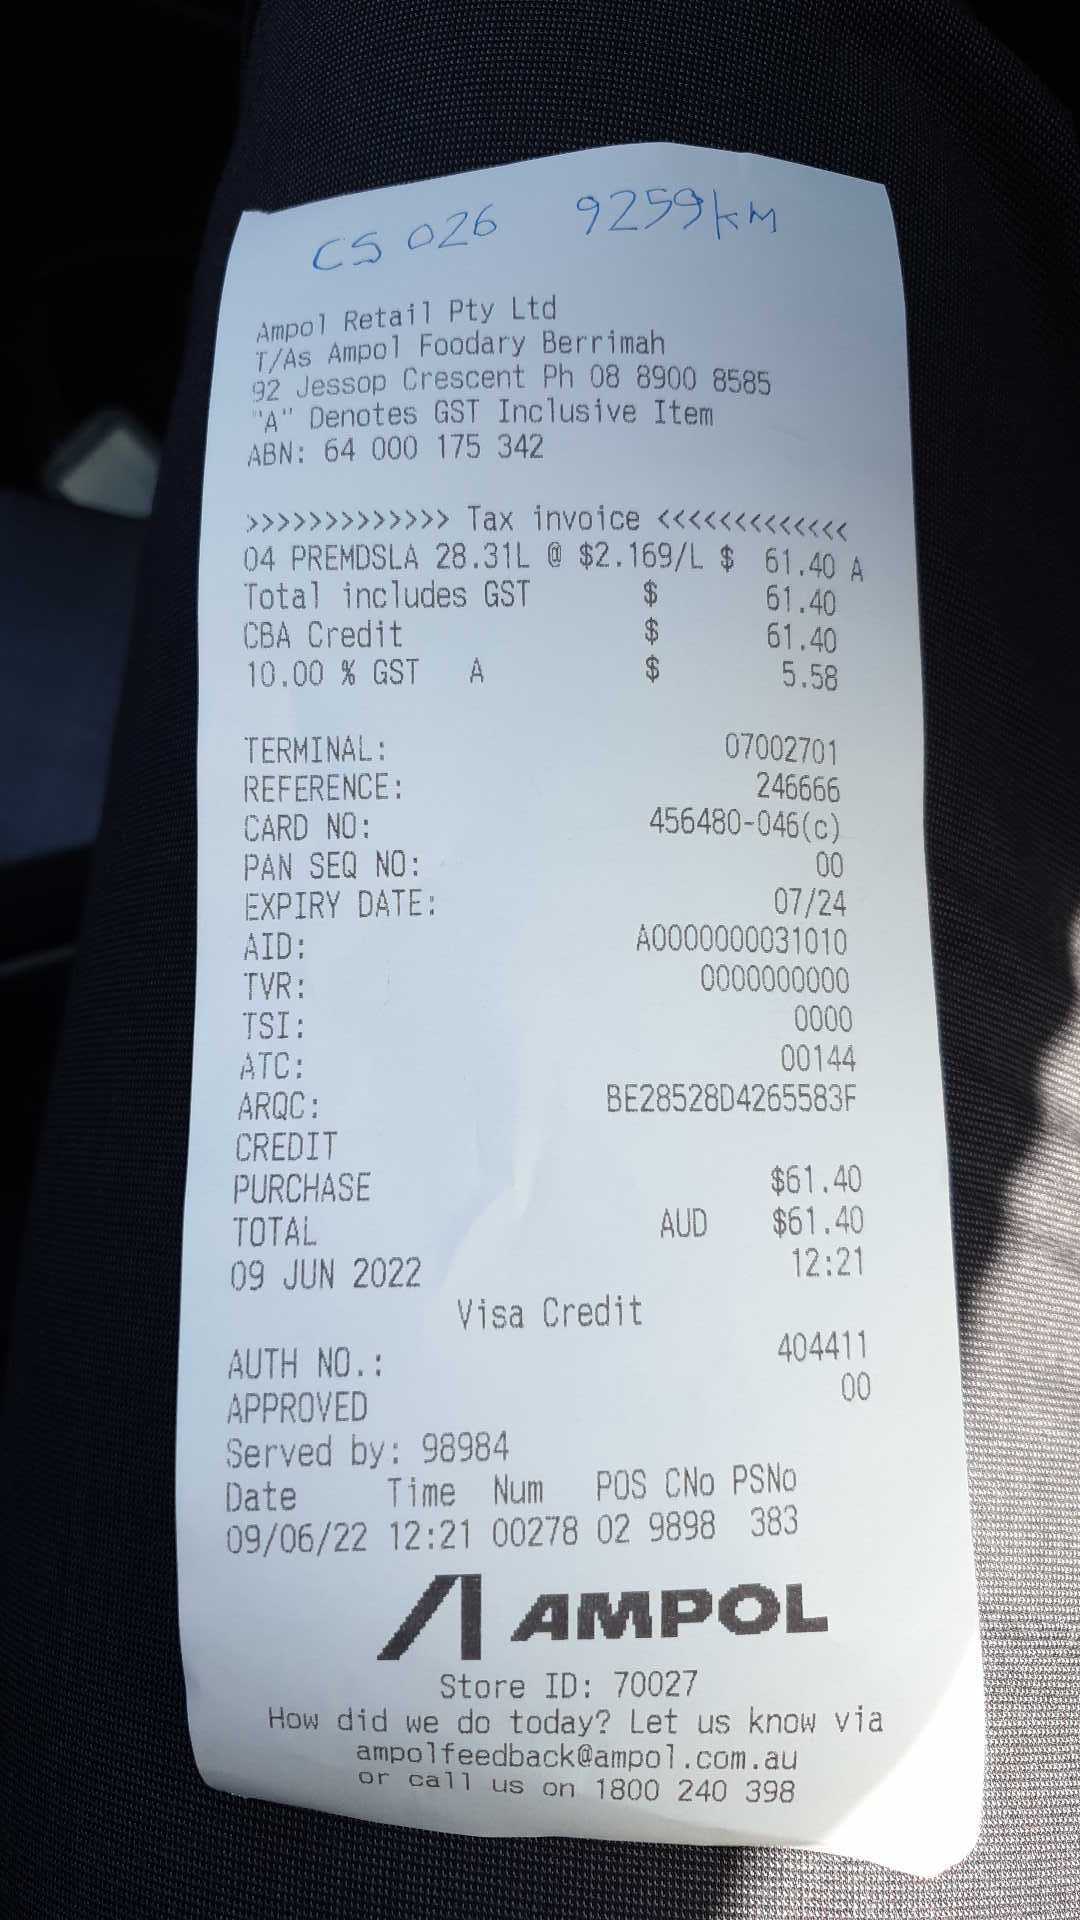 CS 026 9259km
Ampol Retail Pty Ltd
T/As Ampol Foodary Berrimah
92 Jessop Crescent Ph 08 8900 8585
"A" Denotes GST Inclusive Item
ABN: 64 000 175 342
>>>>>>>>>>>>> Tax invoice <<<<<<<<<<<<<
04 PREMDSLA 28.31L @ $2.169/L $ 61.40 A
Total includes GST $ 61.40
CBA Credit $ 61.40
10.00 % GST A $ 5.58
TERMINAL: 07002701
REFERENCE: 246666
CARD NO: 456480-046(c)
PAN SEQ NO: 00
EXPIRY DATE: 07/24
AID: A0000000031010
TVR: 0000000000
TSI: 0000
ATC: 00144
ARQC: BE28528D4265583F
CREDIT
PURCHASE $61.40
TOTAL AUD $61.40
09 JUN 2022 12:21
Visa Credit
AUTH NO.: 404411
APPROVED 00
Served by: 98984
Date Time Num POS CNo PSNo
09/06/22 12:21 00278 02 9898 383
AMPOL
Store ID: 70027
How did we do today? Let us know via
ampolfeedback@ampol.com.au
or call us on 1800 240 398